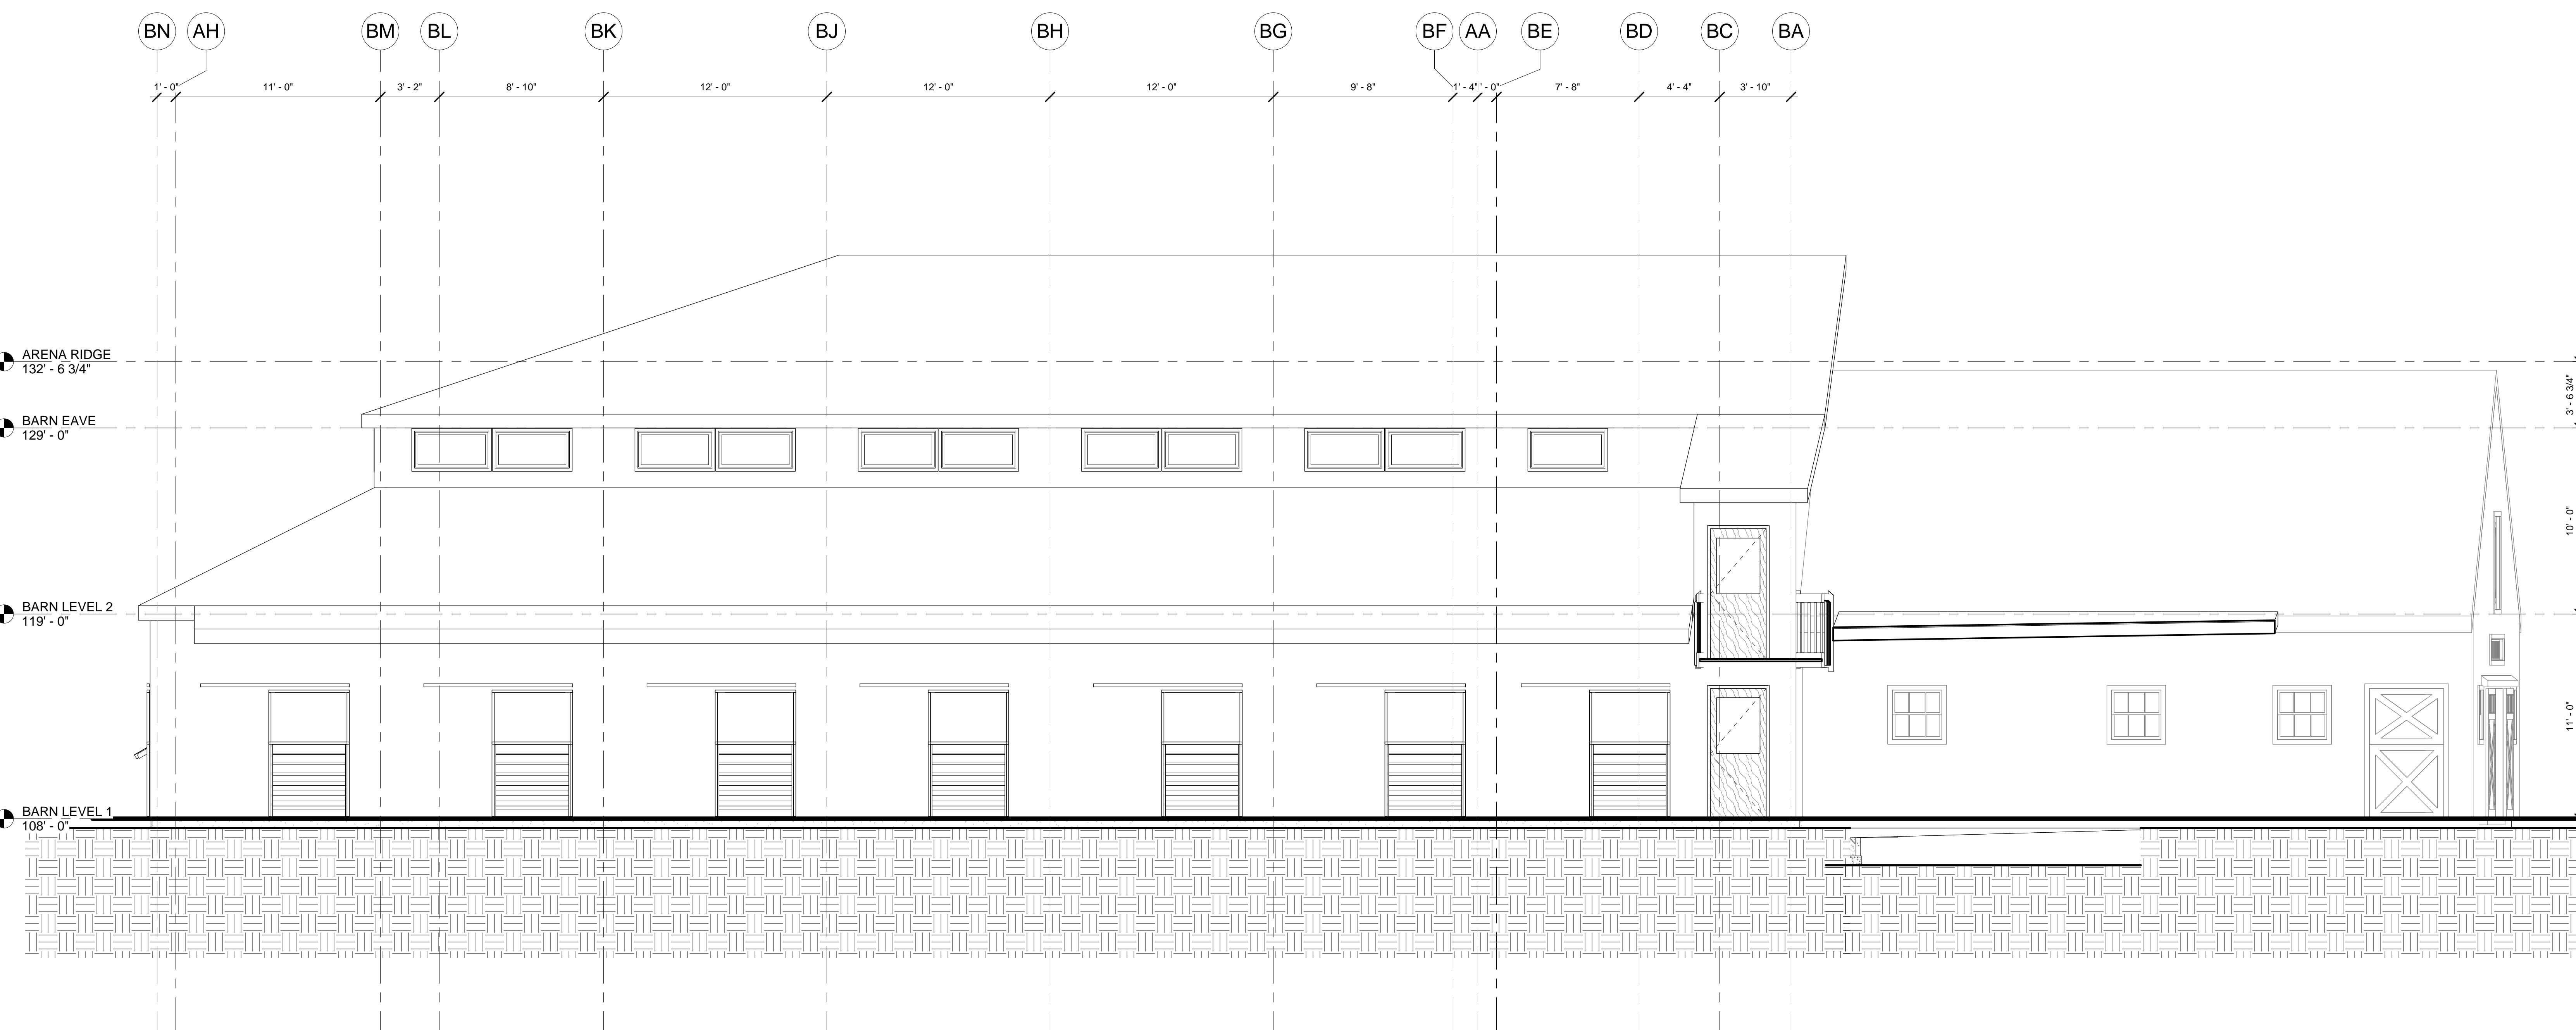 BN AH BM BL BK BJ BH BG BF AA BE BD BC BA
1' - 0" 11' - 0" 3' - 2" 8' - 10" 12' - 0" 12' - 0" 12' - 0" 9' - 8" 1' - 4" ' - 0" 7' - 8" 4' - 4" 3' - 10"
ARENA RIDGE
132' - 6 3/4"
3' - 6 3/4"
BARN EAVE
129' - 0"
10' - 0"
BARN LEVEL 2
119' - 0"
11' - 0"
BARN LEVEL 1
108' - 0"